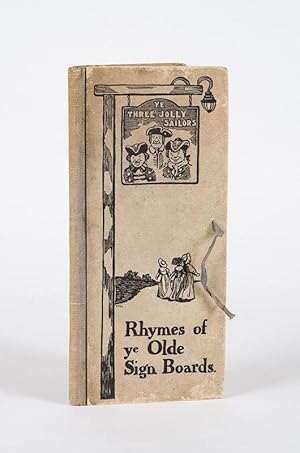 YE
THREE JOLLY
SAILORS
Rhymes of
ye Olde
Sign Boards.